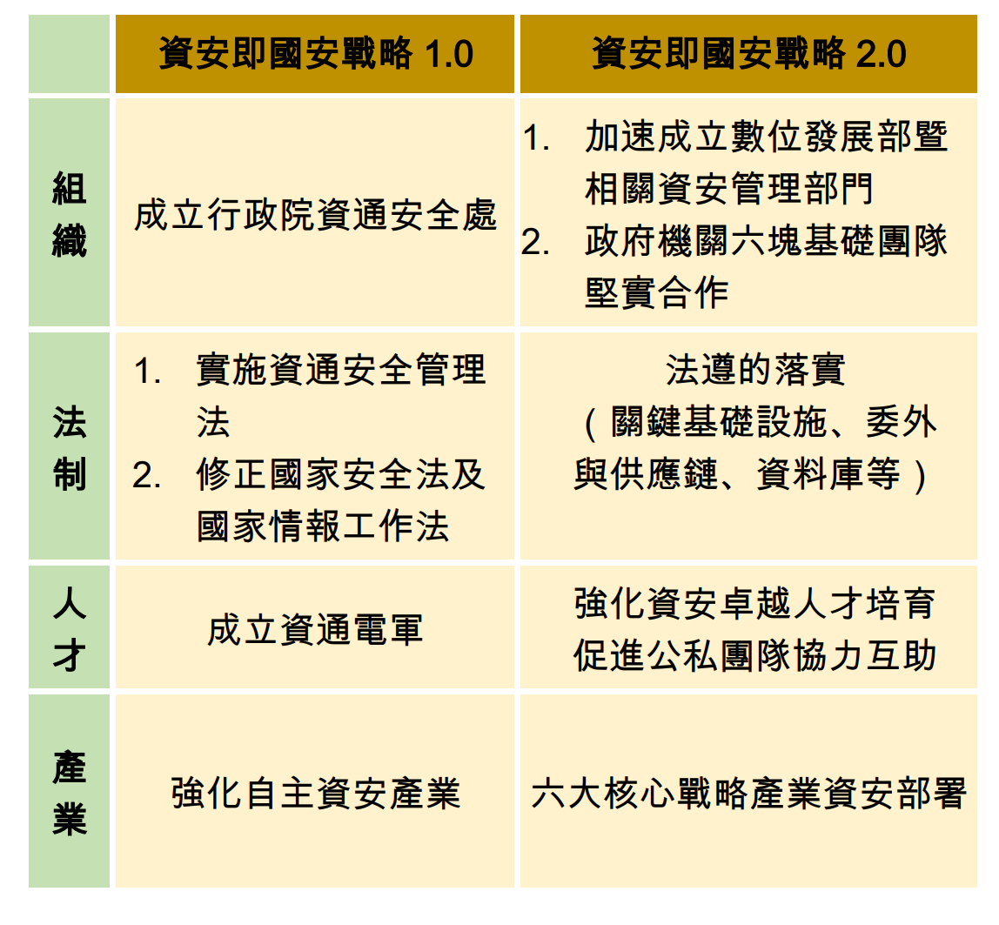 資安即國安戰略 1.0
資安即國安戰略 2.0
組
織
成立行政院資通安全處
1. 加速成立數位發展部暨
相關資安管理部門
2. 政府機關六塊基礎團隊
堅實合作
法
制
1. 實施資通安全管理
法
2. 修正國家安全法及
國家情報工作法
法遵的落實
（關鍵基礎設施、委外
與供應鏈、資料庫等）
人
才
成立資通電軍
強化資安卓越人才培育
促進公私團隊協力互助
產
業
強化自主資安產業
六大核心戰略產業資安部署